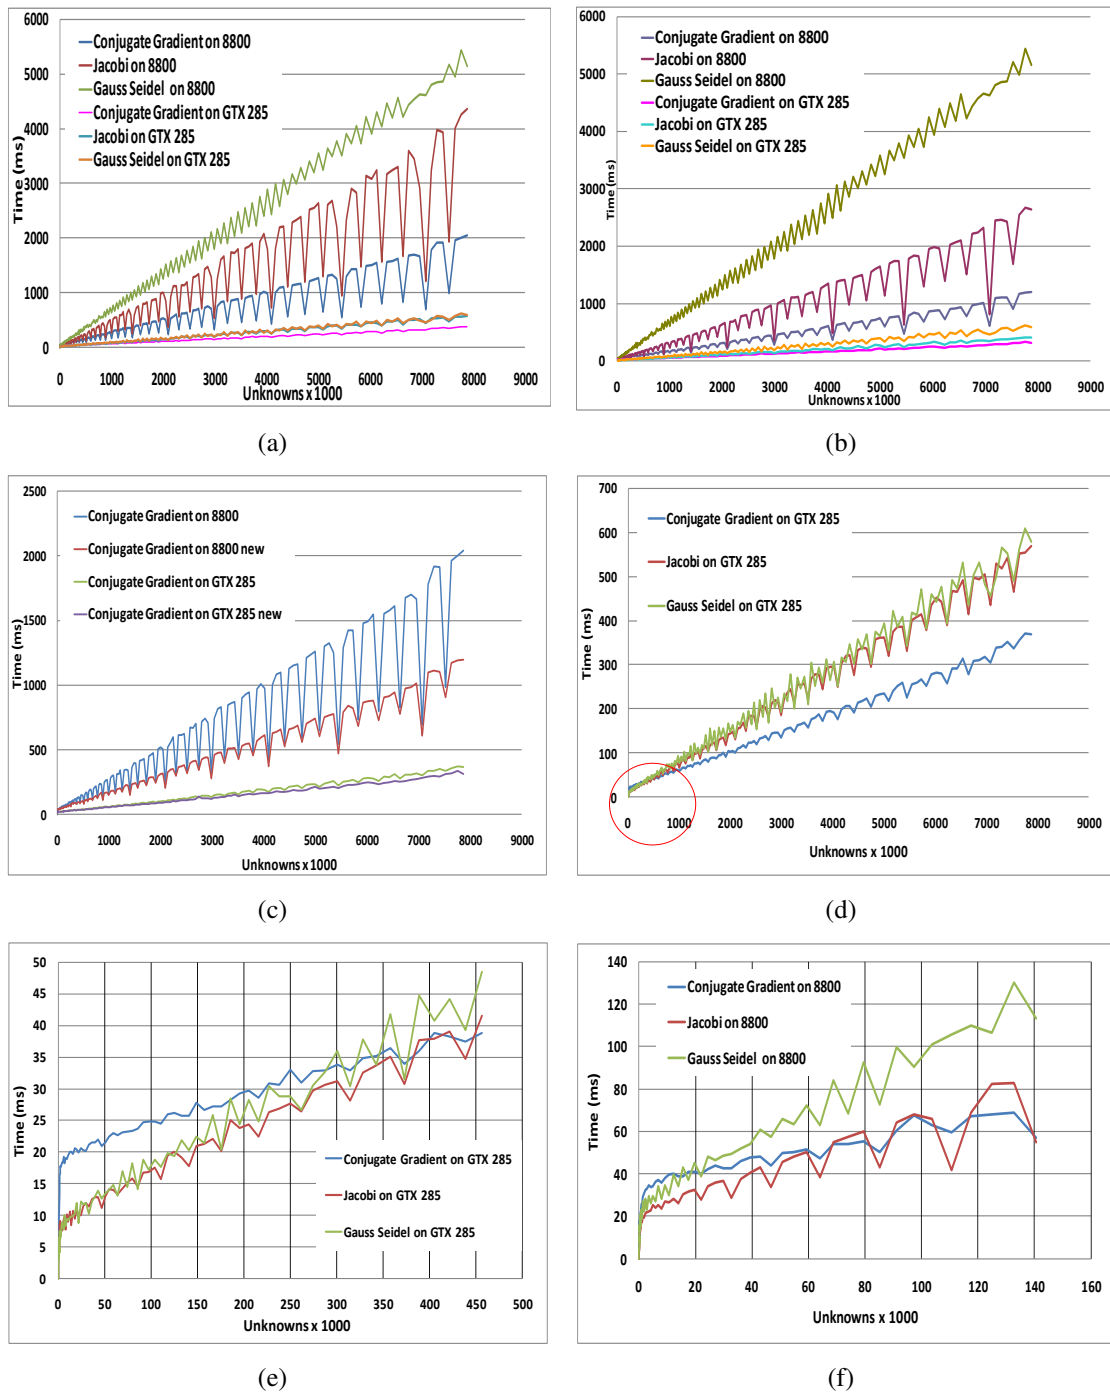 6000
5000
4000
3000
2000
1000
0
Time (ms)
Conjugate Gradient on 8800
Jacobi on 8800
Gauss Seidel on 8800
Conjugate Gradient on GTX 285
Jacobi on GTX 285
Gauss Seidel on GTX 285
0 1000 2000 3000 4000 5000 6000 7000 8000 9000
Unknowns x 1000
(a)
6000
5000
4000
3000
2000
1000
0
Time (ms)
Conjugate Gradient on 8800
Jacobi on 8800
Gauss Seidel on 8800
Conjugate Gradient on GTX 285
Jacobi on GTX 285
Gauss Seidel on GTX 285
0 1000 2000 3000 4000 5000 6000 7000 8000 9000
Unknowns x 1000
(b)
2500
2000
1500
1000
500
0
Time (ms)
Conjugate Gradient on 8800
Conjugate Gradient on 8800 new
Conjugate Gradient on GTX 285
Conjugate Gradient on GTX 285 new
0 1000 2000 3000 4000 5000 6000 7000 8000 9000
Unknowns x 1000
(c)
700
600
500
400
300
200
100
0
Time (ms)
Conjugate Gradient on GTX 285
Jacobi on GTX 285
Gauss Seidel on GTX 285
0 1000 2000 3000 4000 5000 6000 7000 8000 9000
Unknowns x 1000
(d)
50
45
40
35
30
25
20
15
10
5
0
Time (ms)
Conjugate Gradient on GTX 285
Jacobi on GTX 285
Gauss Seidel on GTX 285
0 50 100 150 200 250 300 350 400 450 500
Unknowns x 1000
(e)
140
120
100
80
60
40
20
0
Time (ms)
Conjugate Gradient on 8800
Jacobi on 8800
Gauss Seidel on 8800
0 20 40 60 80 100 120 140 160
Unknowns x 1000
(f)